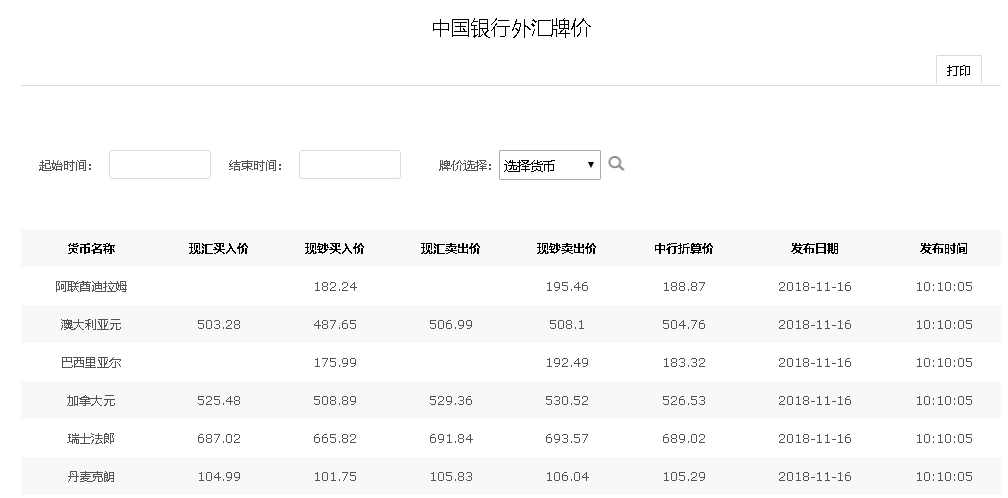 中国银行外汇牌价
打印
起始时间： 结束时间： 牌价选择： 选择货币
货币名称 现汇买入价 现钞买入价 现汇卖出价 现钞卖出价 中行折算价 发布日期 发布时间
阿联酋迪拉姆 182.24 195.46 188.87 2018-11-16 10:10:05
澳大利亚元 503.28 487.65 506.99 508.1 504.76 2018-11-16 10:10:05
巴西里亚尔 175.99 192.49 183.32 2018-11-16 10:10:05
加拿大元 525.48 508.89 529.36 530.52 526.53 2018-11-16 10:10:05
瑞士法郎 687.02 665.82 691.84 693.57 689.02 2018-11-16 10:10:05
丹麦克朗 104.99 101.75 105.83 106.04 105.29 2018-11-16 10:10:05